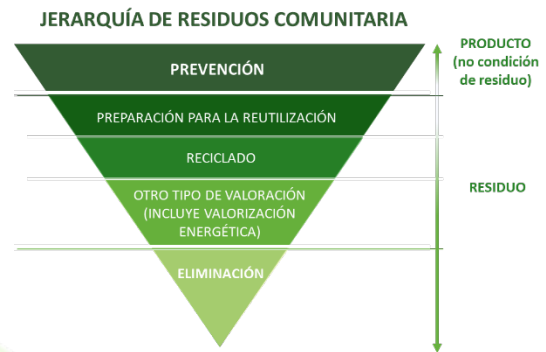 JERARQUÍA DE RESIDUOS COMUNITARIA
PRODUCTO
(no condición
de residuo)
PREVENCIÓN
PREPARACIÓN PARA LA REUTILIZACIÓN
RECICLADO
OTRO TIPO DE VALORACIÓN
(INCLUYE VALORIZACIÓN
ENERGÉTICA)
RESIDUO
ELIMINACIÓN